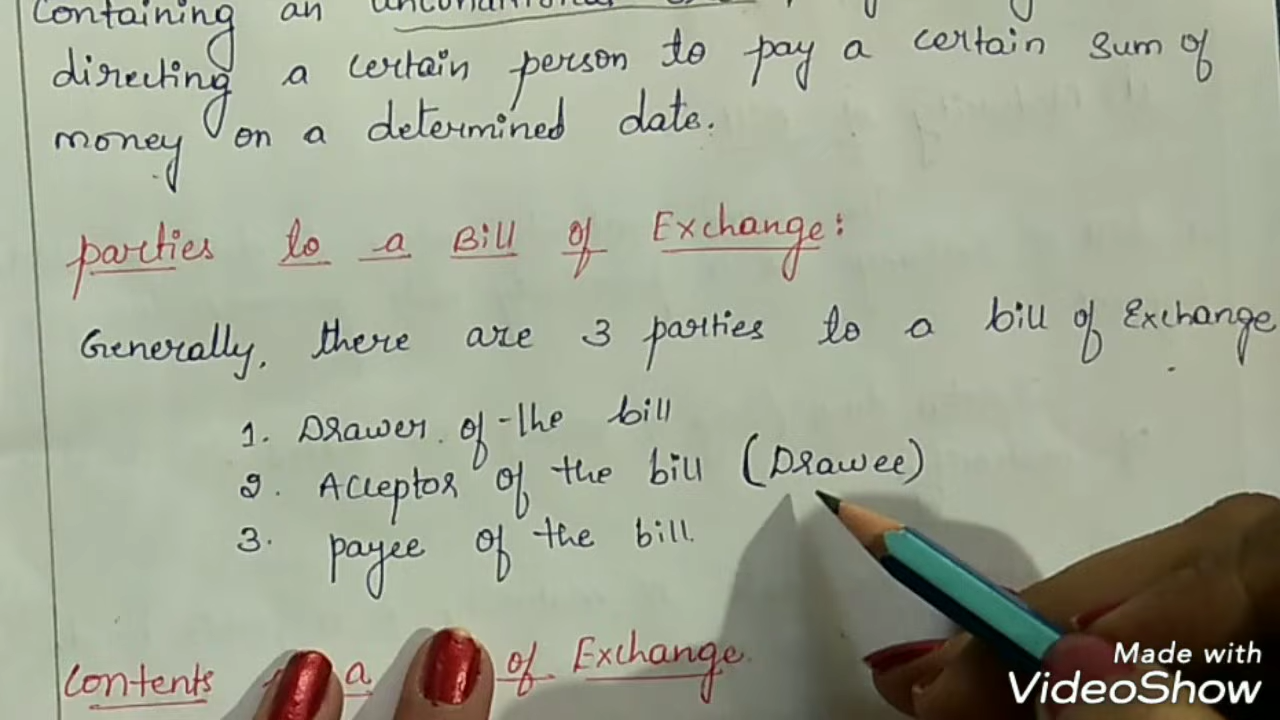 Containing an unconditional
directing a certain person to pay a certain sum of
money on a determined date.
parties to a Bill of Exchange:
Generally, there are 3 parties to a bill of Exchange
1. Drawer of the bill
2. Acceptor of the bill (Drawee)
3. payee of the bill.
Contents a of Exchange
Made with
VideoShow